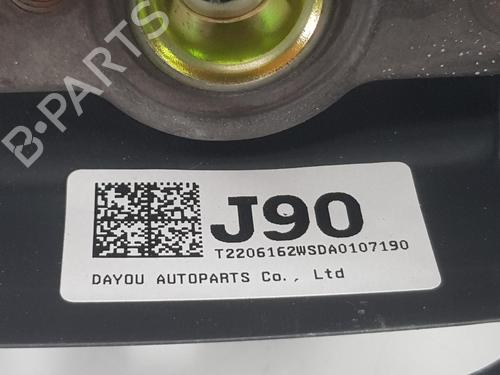 B-PARTS
J90
T2206162WSDA0107190
DAYOU AUTOPARTS Co., Ltd